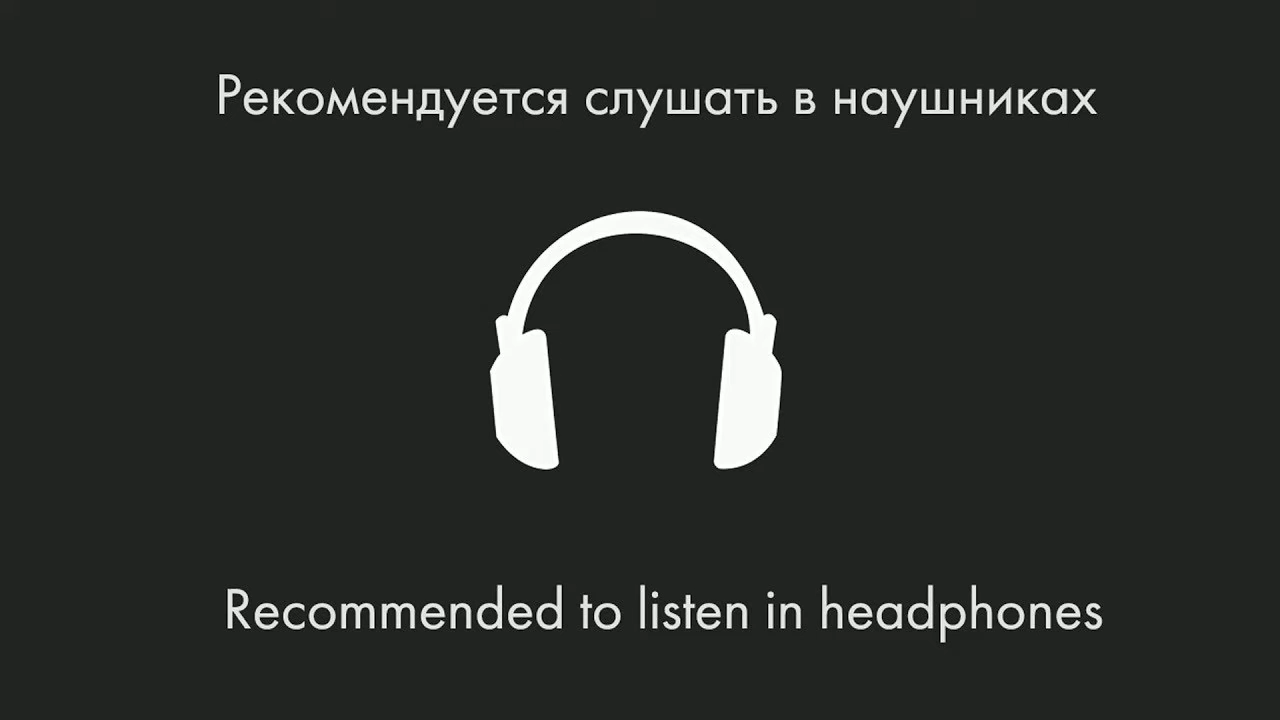 Рекомендуется слушать в наушниках
Recommended to listen in headphones